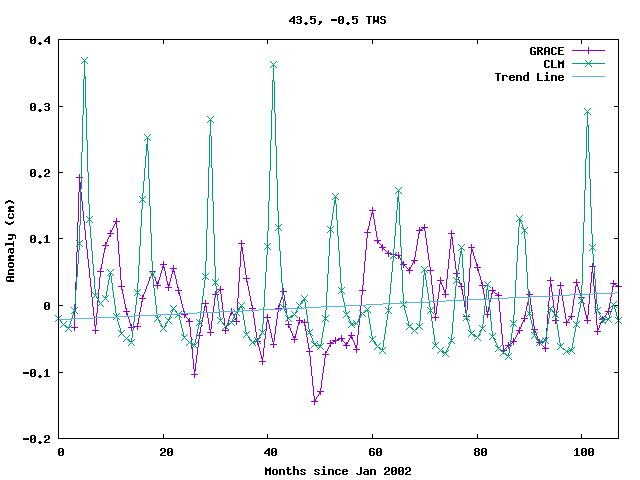 43.5, -0.5 TWS
GRACE
CLM
Trend Line
0.4
0.3
0.2
0.1
0
-0.1
-0.2
Anomaly (cm)
0 20 40 60 80 100
Months since Jan 2002